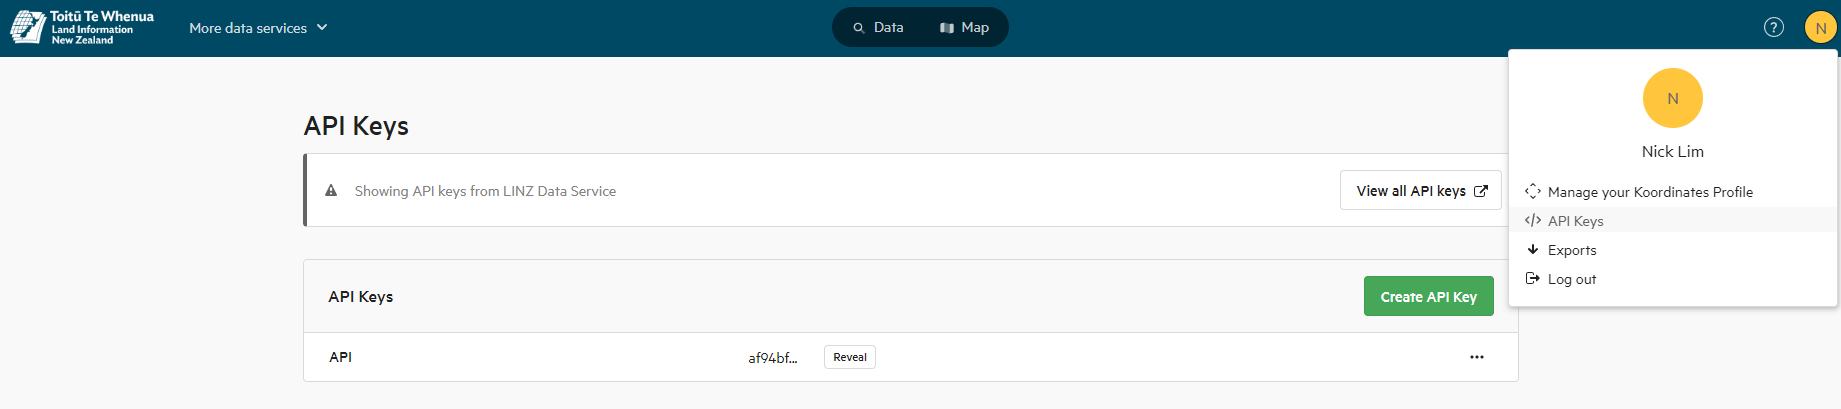 Toitū Te Whenua
Land Information
New Zealand
More data services
Data
Map
?
N
N
Nick Lim
Manage your Koordinates Profile
API Keys
Exports
Log out
API Keys
Showing API keys from LINZ Data Service
View all API keys
API Keys
Create API Key
API
af94bf...
Reveal